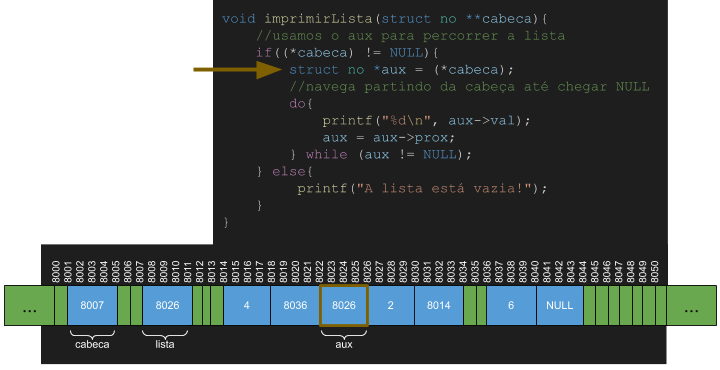 void imprimirLista(struct no **cabeca){
//usamos o aux para percorrer a lista
if((*cabeca) != NULL){
struct no *aux = (*cabeca);
//navega partindo da cabeça até chegar NULL
do{
printf("%d\n", aux->val);
aux = aux->prox;
} while (aux != NULL);
} else{
printf("A lista está vazia!");
}
}
8000 8001 8002 8003 8004 8005 8006 8007 8008 8009 8010 8011 8012 8013 8014 8015 8016 8017 8018 8019 8020 8021 8022 8023 8024 8025 8026 8027 8028 8029 8030 8031 8032 8033 8034 8035 8036 8037 8038 8039 8040 8041 8042 8043 8044 8045 8046 8047 8048 8049 8050
... 8007 8026 4 8036 8026 2 8014 6 NULL ...
cabeca lista aux